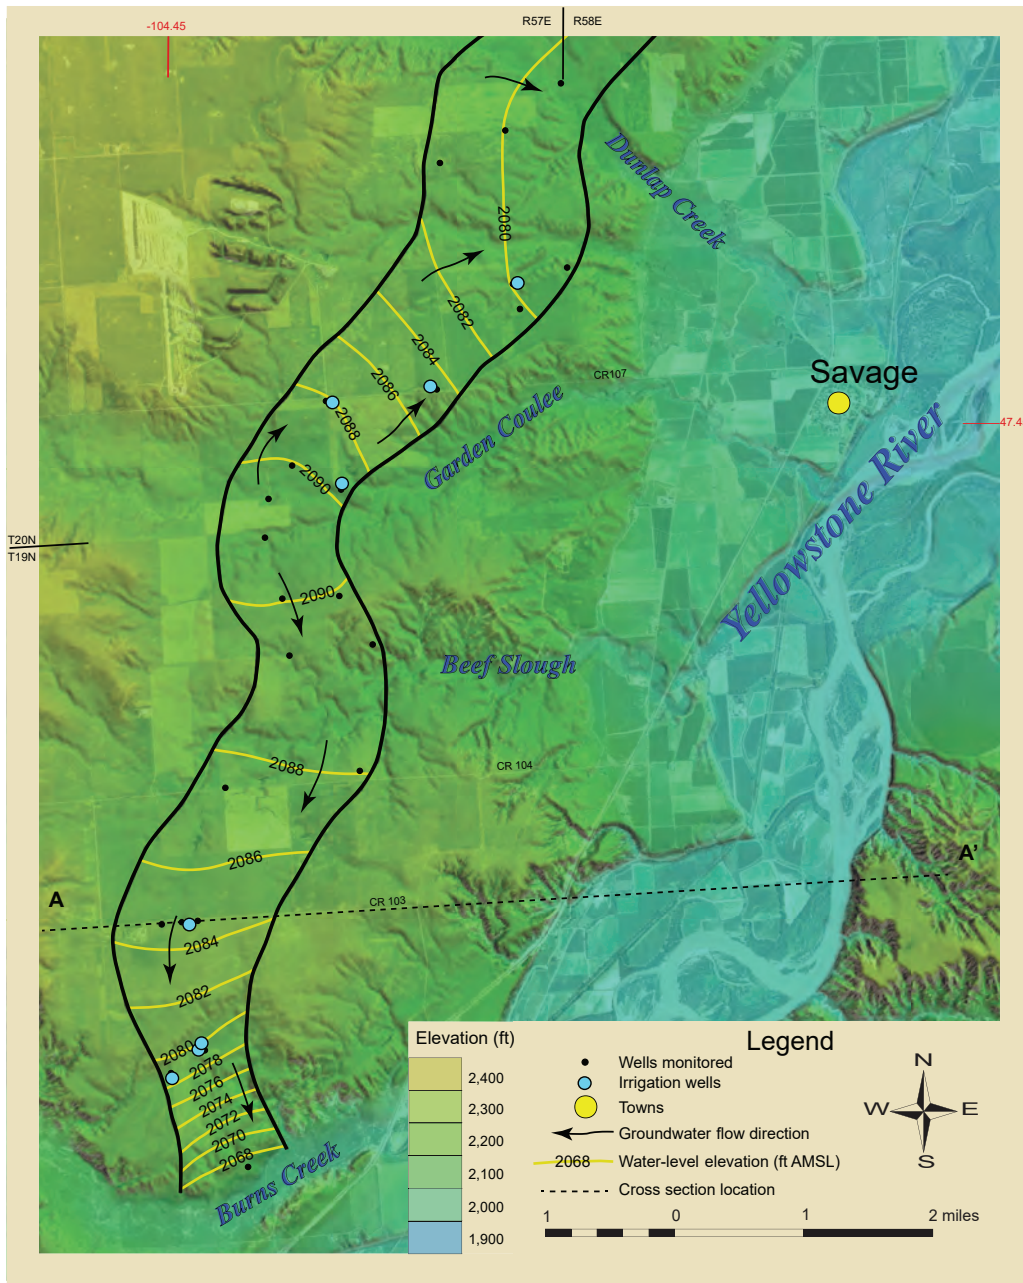 -104.45
R57E
R58E
Dunlap Creek
2080
2082
2084
2086
2088
2090
CR107
Garden Coulee
Savage
Yellowstone River
47.4
T20N
T19N
2090
Beef Slough
2088
CR 104
2086
A
A'
CR 103
2084
2082
2080
2078
2076
2074
2072
2070
2068
Burns Creek
Elevation (ft)
2,400
2,300
2,200
2,100
2,000
1,900
Legend
Wells monitored
Irrigation wells
Towns
Groundwater flow direction
2068
Water-level elevation (ft AMSL)
Cross section location
N
W
E
S
1
0
1
2 miles